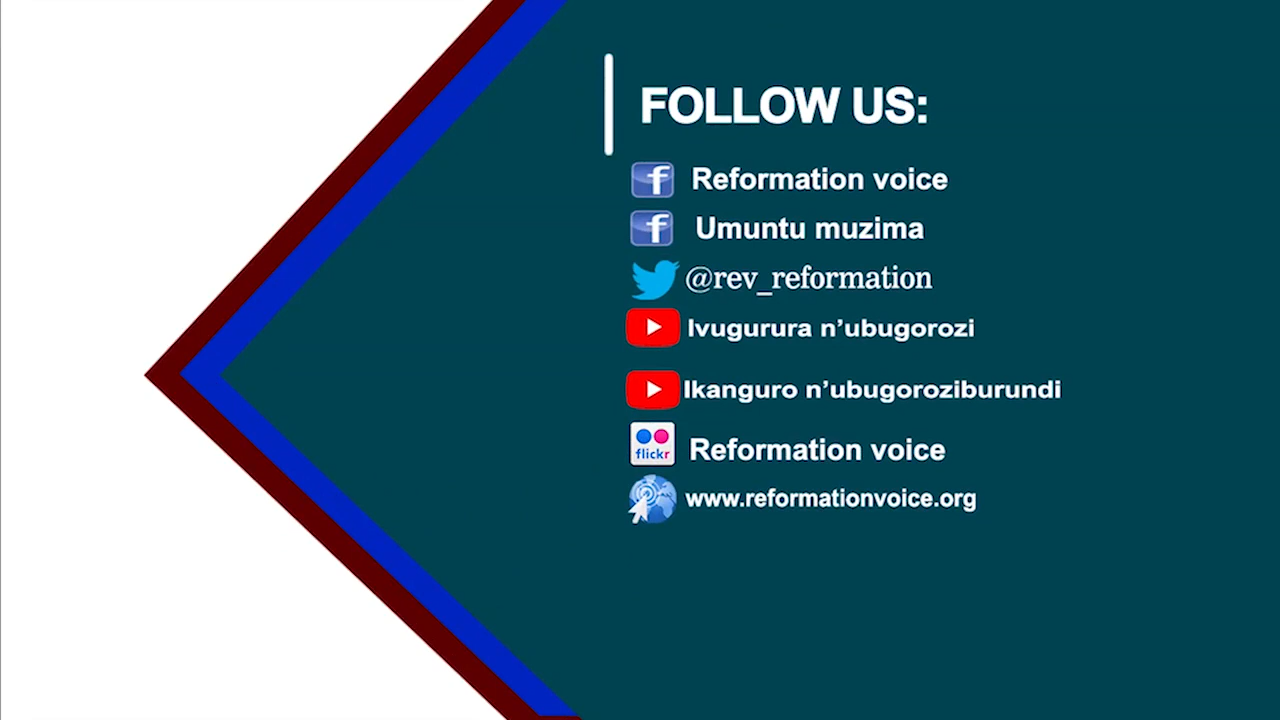 FOLLOW US:
f Reformation voice
f Umuntu muzima
@rev_reformation
Ivugurura n’ubugorozi
Ikanguro n’ubugoroziburundi
flickr Reformation voice
www.reformationvoice.org